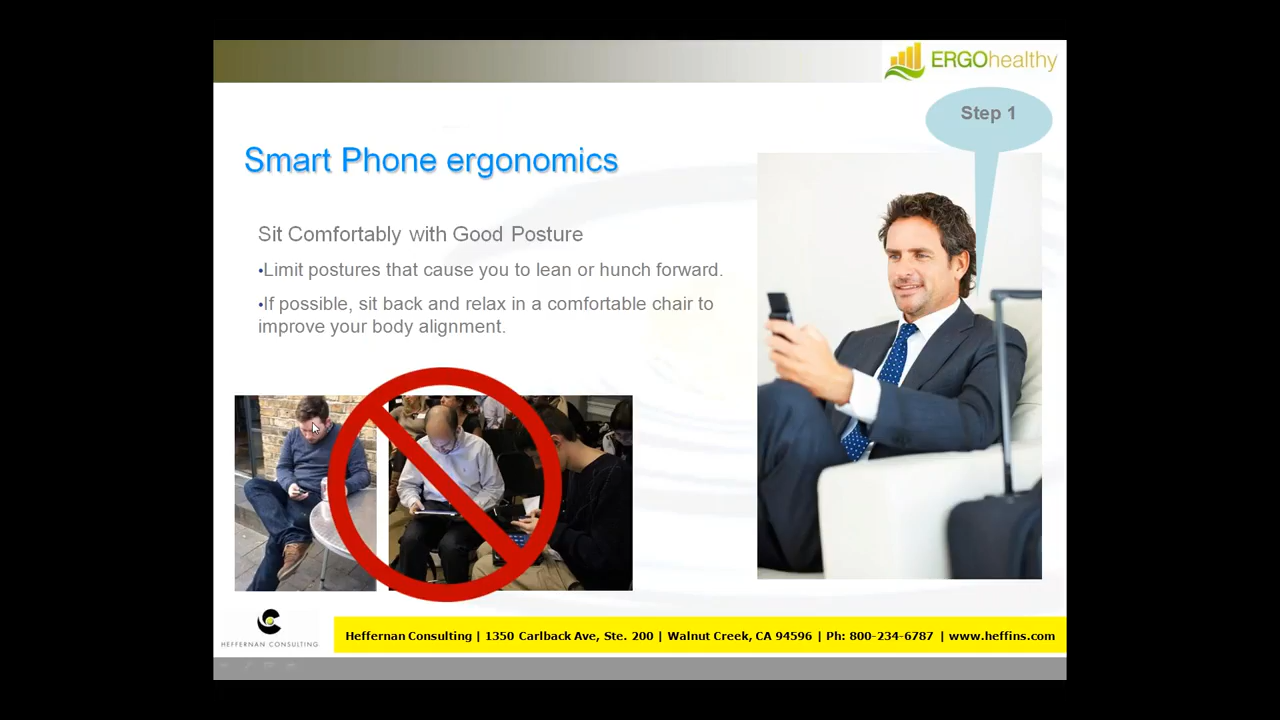 ERGOhealthy
Step 1
Smart Phone ergonomics
Sit Comfortably with Good Posture
•Limit postures that cause you to lean or hunch forward.
•If possible, sit back and relax in a comfortable chair to
improve your body alignment.
HEFFERNAN CONSULTING
Heffernan Consulting | 1350 Carlback Ave, Ste. 200 | Walnut Creek, CA 94596 | Ph: 800-234-6787 | www.heffins.com